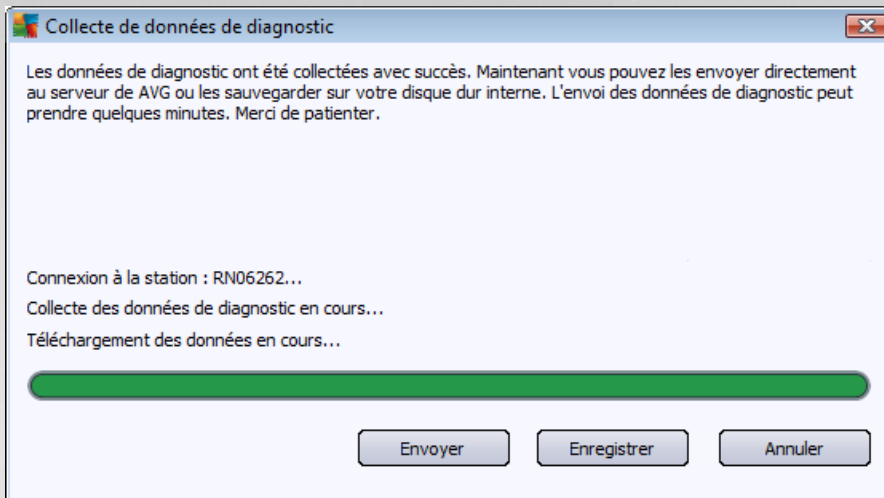 Collecte de données de diagnostic
Les données de diagnostic ont été collectées avec succès. Maintenant vous pouvez les envoyer directement
au serveur de AVG ou les sauvegarder sur votre disque dur interne. L'envoi des données de diagnostic peut
prendre quelques minutes. Merci de patienter.
Connexion à la station : RN06262...
Collecte des données de diagnostic en cours...
Téléchargement des données en cours...
Envoyer
Enregistrer
Annuler